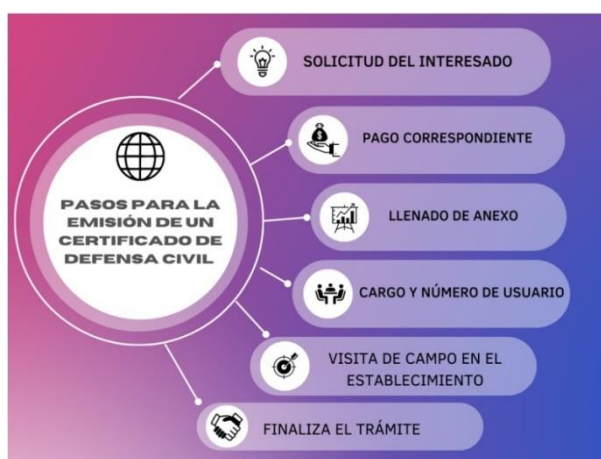 PASOS PARA LA
EMISIÓN DE UN
CERTIFICADO DE
DEFENSA CIVIL
SOLICITUD DEL INTERESADO
PAGO CORRESPONDIENTE
LLENADO DE ANEXO
CARGO Y NÚMERO DE USUARIO
VISITA DE CAMPO EN EL
ESTABLECIMIENTO
FINALIZA EL TRÁMITE